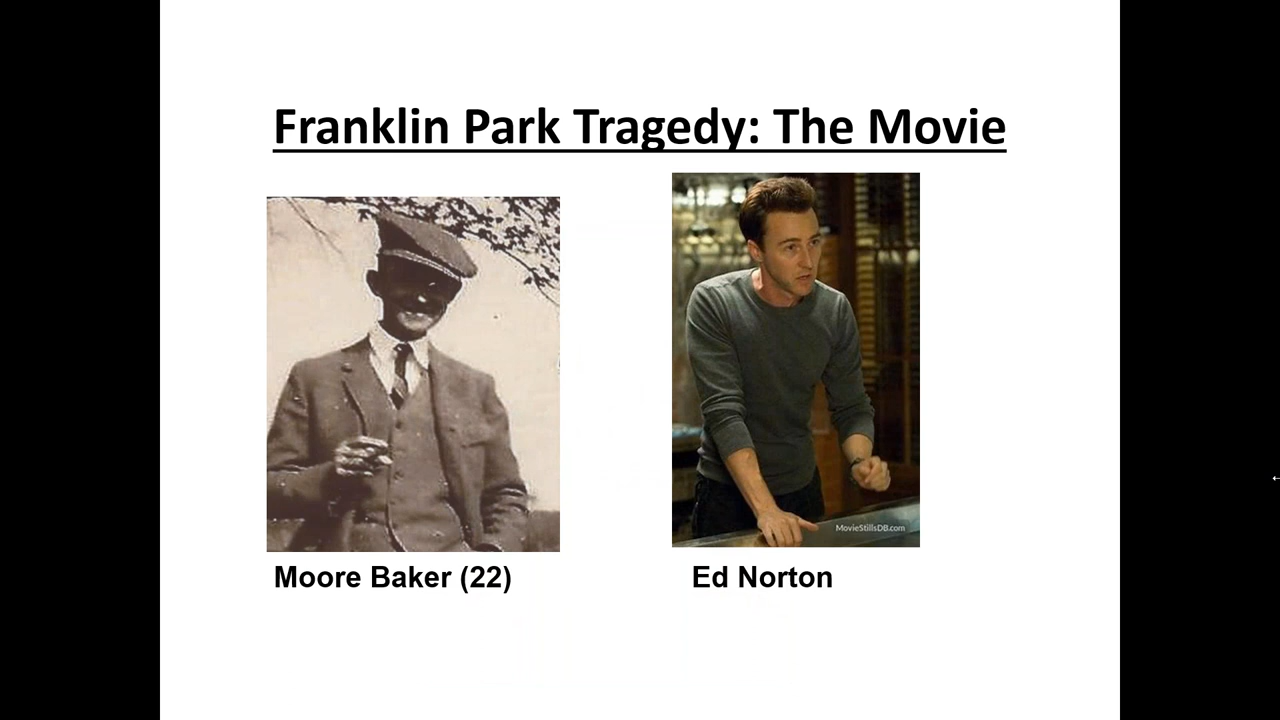 Franklin Park Tragedy: The Movie
MovieStillsDB.com
Moore Baker (22)
Ed Norton